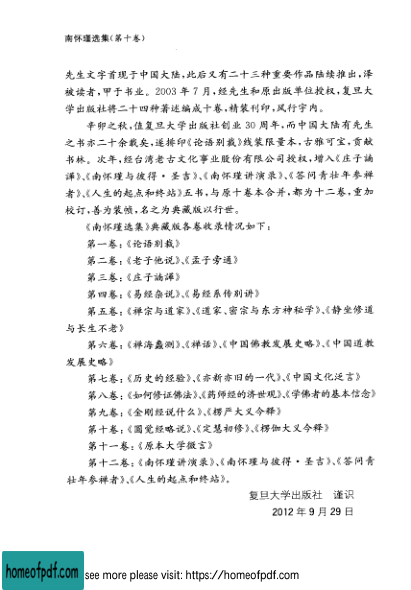 南怀瑾选集(第十卷)
先生文字首现于中国大陆,此后又有二十三种重要作品陆续推出,泽
被读者,甲于书业。2003 年 7 月,经先生和原出版单位授权,复旦大
学出版社将二十四种著述编成十卷,精装刊印,风行宇内。
辛卯之秋,值复旦大学出版社创业 30 周年,而中国大陆有先生
之书亦二十余载矣,遂择印《论语别裁》线装限量本,古雅可宝,贡献
书林。次年,经台湾老古文化事业股份有限公司授权,增入《庄子諵
譁》、《南怀瑾与彼得·圣吉》、《南怀瑾讲演录》、《答问青壮年参禅
者》、《人生的起点和终站》五书,与原十卷本合并,都为十二卷,重加
校订,善为装帧,名之为典藏版以行世。
《南怀瑾选集》典藏版各卷收录情况如下:
第一卷:《论语别裁》
第二卷:《老子他说》、《孟子旁通》
第三卷:《庄子諵譁》
第四卷:《易经杂说》、《易经系传别讲》
第五卷:《禅宗与道家》、《道家、密宗与东方神秘学》、《静坐修道
与长生不老》
第六卷:《禅海蠡测》、《禅话》、《中国佛教发展史略》、《中国道教
发展史略》
第七卷:《历史的经验》、《亦新亦旧的一代》、《中国文化泛言》
第八卷:《如何修证佛法》、《药师经的济世观》、《学佛者的基本信念》
第九卷:《金刚经说什么》、《楞严大义今释》
第十卷:《圆觉经略说》、《定慧初修》、《楞伽大义今释》
第十一卷:《原本大学微言》
第十二卷:《南怀瑾讲演录》、《南怀瑾与彼得·圣吉》、《答问青
壮年参禅者》、《人生的起点和终站》。
复旦大学出版社 谨识
2012 年 9 月 29 日
homeofpdf.com
see more please visit: https://homeofpdf.com